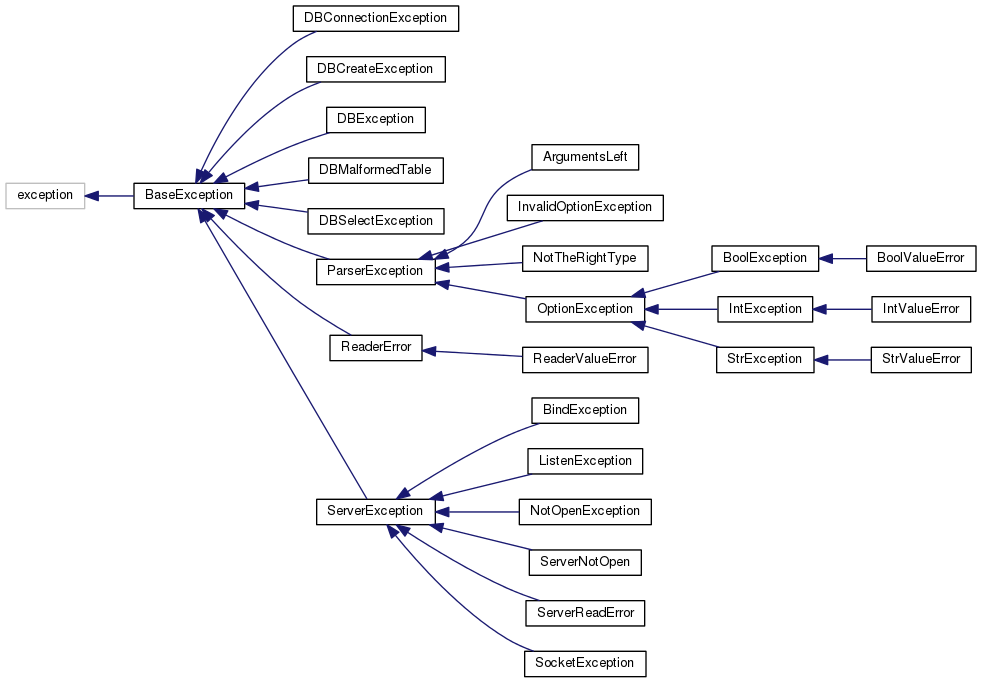 DBConnectionException
DBCreateException
DBException
DBMalformedTable
DBSelectException
exception
BaseException
ParserException
ReaderError
ServerException
ArgumentsLeft
InvalidOptionException
NotTheRightType
OptionException
ReaderValueError
BindException
ListenException
NotOpenException
ServerNotOpen
ServerReadError
SocketException
BoolException
IntException
StrException
BoolValueError
IntValueError
StrValueError